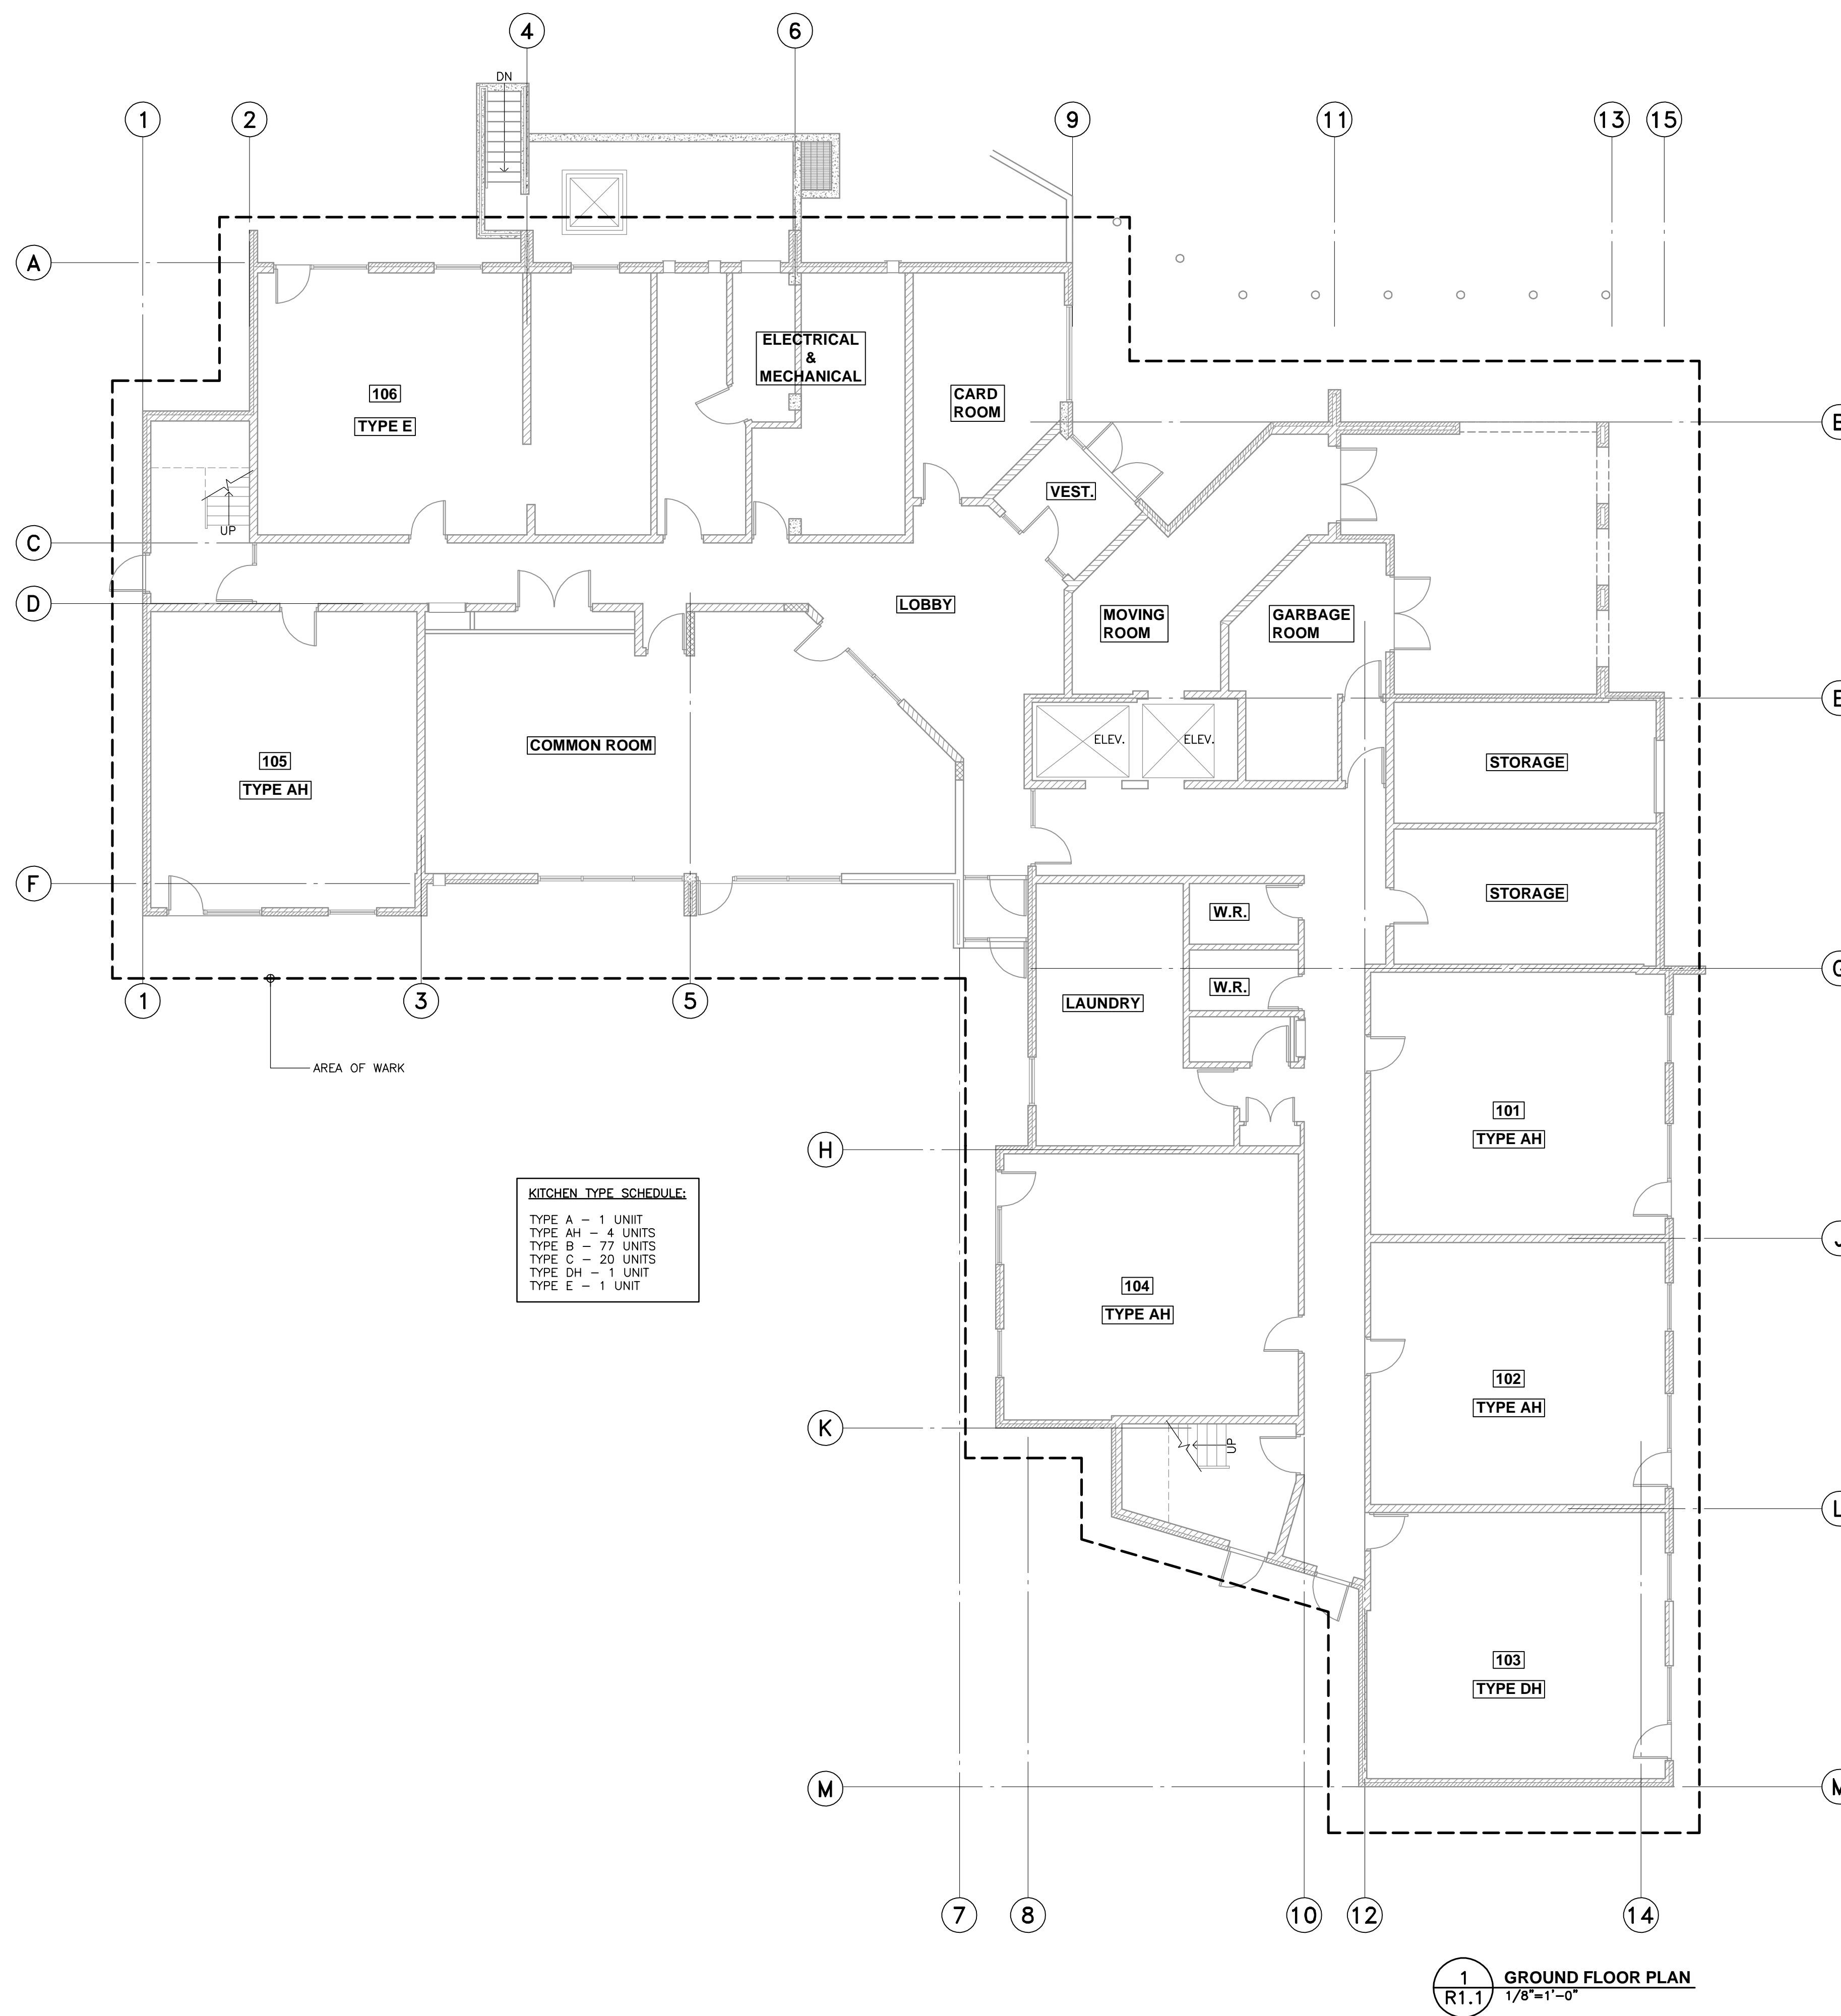 4
6
1
2
9
11
13
15
DN
A
ELECTRICAL
&
MECHANICAL
106
TYPE E
CARD
ROOM
VEST.
UP
C
D
LOBBY
MOVING
ROOM
GARBAGE
ROOM
ELEV.
ELEV.
COMMON ROOM
105
TYPE AH
STORAGE
F
STORAGE
W.R.
W.R.
LAUNDRY
1
3
5
AREA OF WARK
101
TYPE AH
H
KITCHEN TYPE SCHEDULE:
TYPE A – 1 UNIIT
TYPE AH – 4 UNITS
TYPE B – 77 UNITS
TYPE C – 20 UNITS
TYPE DH – 1 UNIT
TYPE E – 1 UNIT
104
TYPE AH
102
TYPE AH
K
UP
L
103
TYPE DH
M
M
7
8
10
12
14
1
R1.1
GROUND FLOOR PLAN
1/8"=1'-0"